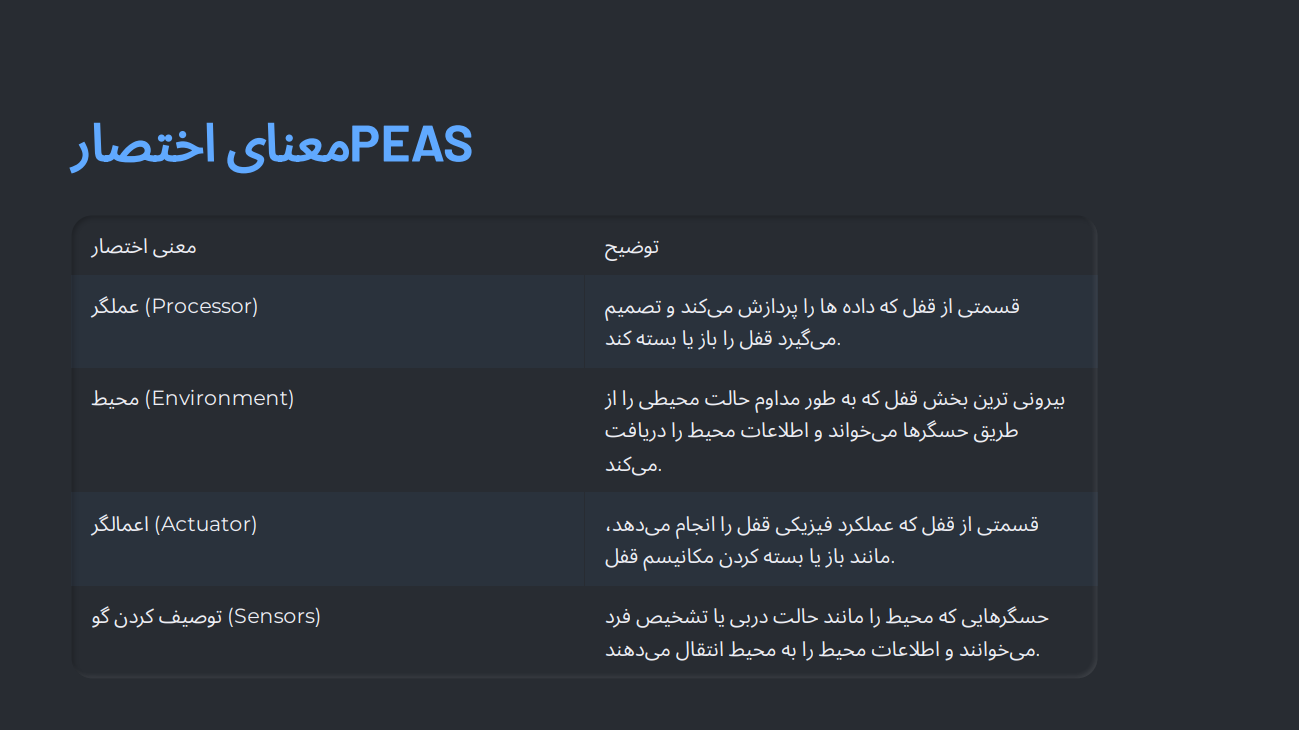 معنای اختصارPEAS
معنی اختصار
توضیح
عملگر (Processor)
قسمتی از قفل که داده ها را پردازش می‌کند و تصمیم
می‌گیرد قفل را باز یا بسته کند.
محیط (Environment)
بیرونی ترین بخش قفل که به طور مداوم حالت محیطی را از
طریق حسگرها می‌خواند و اطلاعات محیط را دریافت
می‌کند.
اعمالگر (Actuator)
قسمتی از قفل که عملکرد فیزیکی قفل را انجام می‌دهد،
مانند باز یا بسته کردن مکانیسم قفل.
توصیف کردن گو (Sensors)
حسگرهایی که محیط را مانند حالت دربی یا تشخیص فرد
می‌خوانند و اطلاعات محیط را به محیط انتقال می‌دهند.